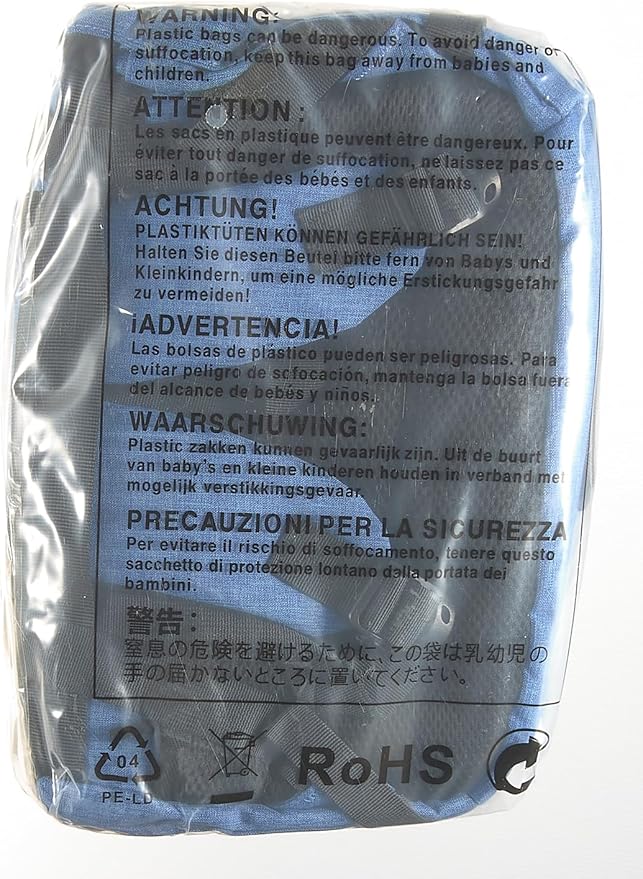 WARNING:
Plastic bags can be dangerous. To avoid danger of
suffocation, keep this bag away from babies and
children.
ATTENTION :
Les sacs en plastique peuvent être dangereux. Pour
éviter tout danger de suffocation, ne laissez pas ce
sac à la portée des bébés et des enfants.
ACHTUNG!
PLASTIKTÜTEN KÖNNEN GEFÄHRLICH SEIN!
Halten Sie diesen Beutel bitte fern von Babys und
Kleinkindern, um eine mögliche Erstickungsgefahr
zu vermeiden!
¡ADVERTENCIA!
Las bolsas de plástico pueden ser peligrosas. Para
evitar peligro de sofocación, mantenga la bolsa fuera
del alcance de bebés y niños.
WAARSCHUWING:
Plastic zakken kunnen gevaarlijk zijn. Uit de buurt
van baby's en kleine kinderen houden in verband met
mogelijk verstikkingsgevaar.
PRECAUZIONI PER LA SICUREZZA
Per evitare il rischio di soffocamento, tenere questo
sacchetto di protezione lontano dalla portata dei
bambini.
警告:
窒息の危険を避けるために、この袋は乳幼児の
手の届かないところに置いてください。
04
PE-LD
RoHS